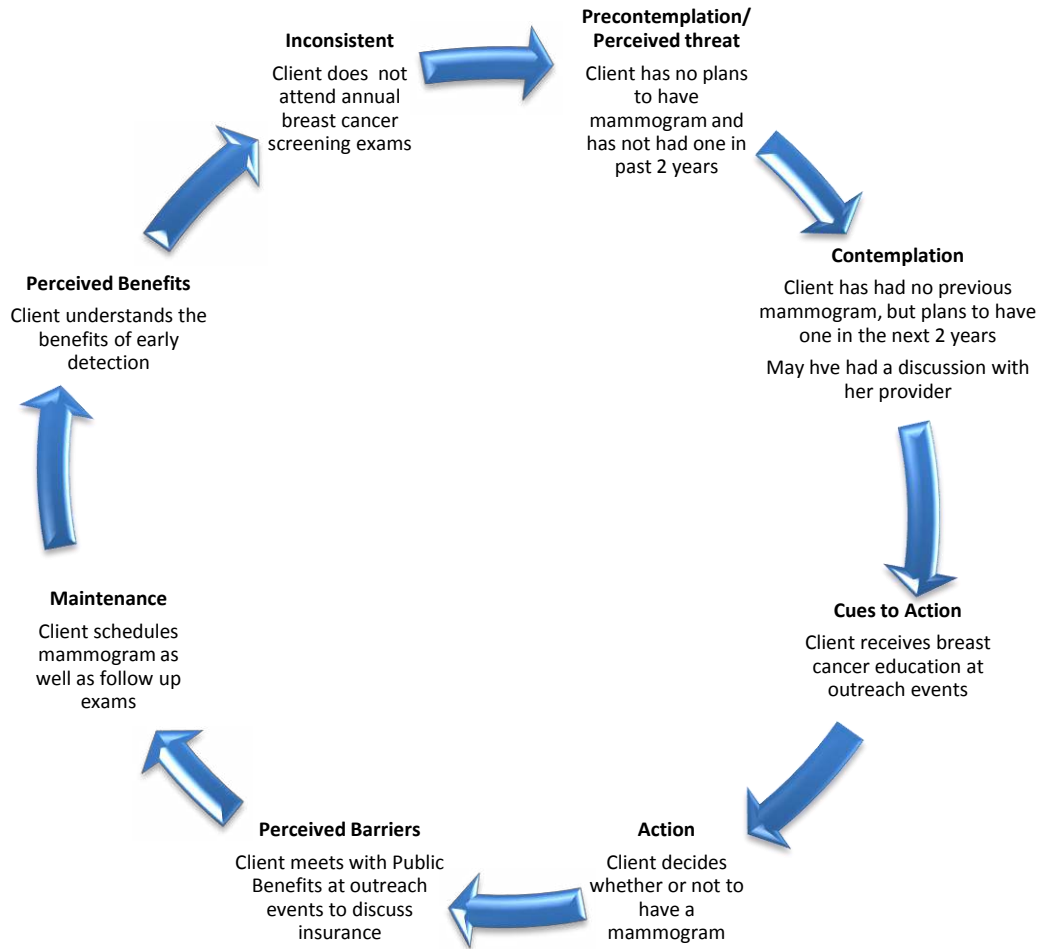 Precontemplation/
Perceived threat
Client has no plans
to have
mammogram and
has not had one in
past 2 years
Contemplation
Client has had no previous
mammogram, but plans to have
one in the next 2 years
May hve had a discussion with
her provider
Cues to Action
Client receives breast
cancer education at
outreach events
Action
Client decides
whether or not to
have a
mammogram
Perceived Barriers
Client meets with Public
Benefits at outreach
events to discuss
insurance
Maintenance
Client schedules
mammogram as
well as follow up
exams
Perceived Benefits
Client understands the
benefits of early
detection
Inconsistent
Client does  not
attend annual
breast cancer
screening exams